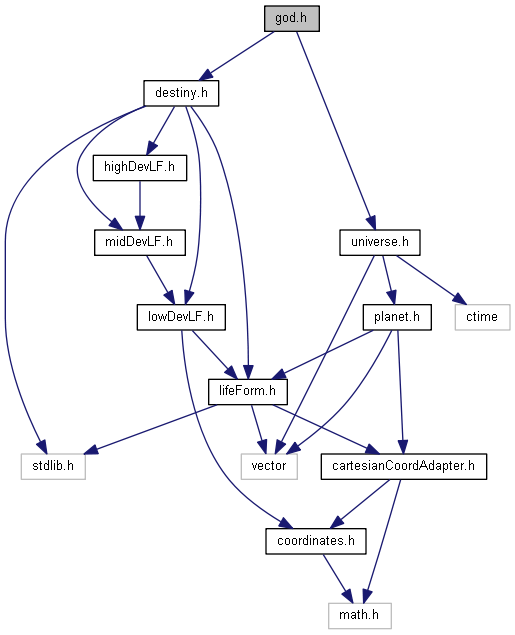 god.h
destiny.h
highDevLF.h
midDevLF.h
universe.h
lowDevLF.h
planet.h
ctime
lifeForm.h
stdlib.h
vector
cartesianCoordAdapter.h
coordinates.h
math.h